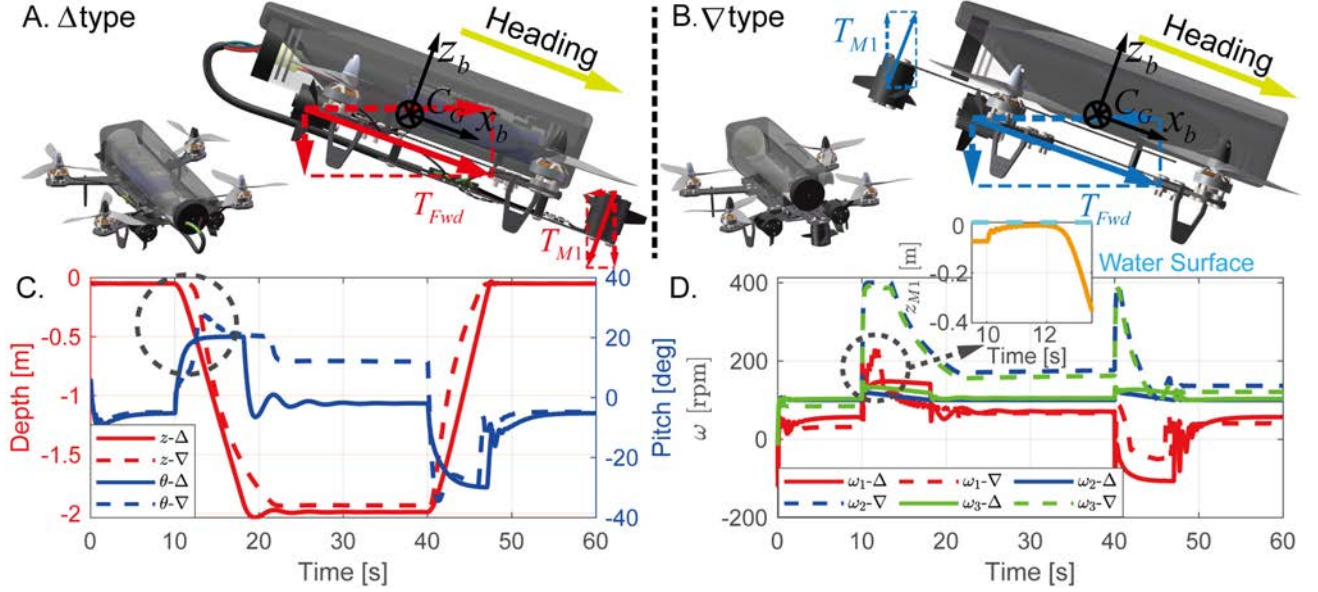 A. Δ type
Heading
z_b
C_G x_b
T_Fwd
T_M1
B. ∇ type
T_M1
Heading
z_b
C_G x_b
T_Fwd
C.
Depth [m]
0
-0.5
-1
-1.5
-2
40
20
0
-20
-40
Pitch [deg]
z-Δ
z-∇
θ-Δ
θ-∇
0 10 20 30 40 50 60
Time [s]
D.
ω [rpm]
400
200
0
-200
z_M1 [m]
0
-0.2
-0.4
10 12
Time [s]
Water Surface
ω₁-Δ ω₁-∇ ω₂-Δ
ω₂-∇ ω₃-Δ ω₃-∇
0 10 20 30 40 50 60
Time [s]